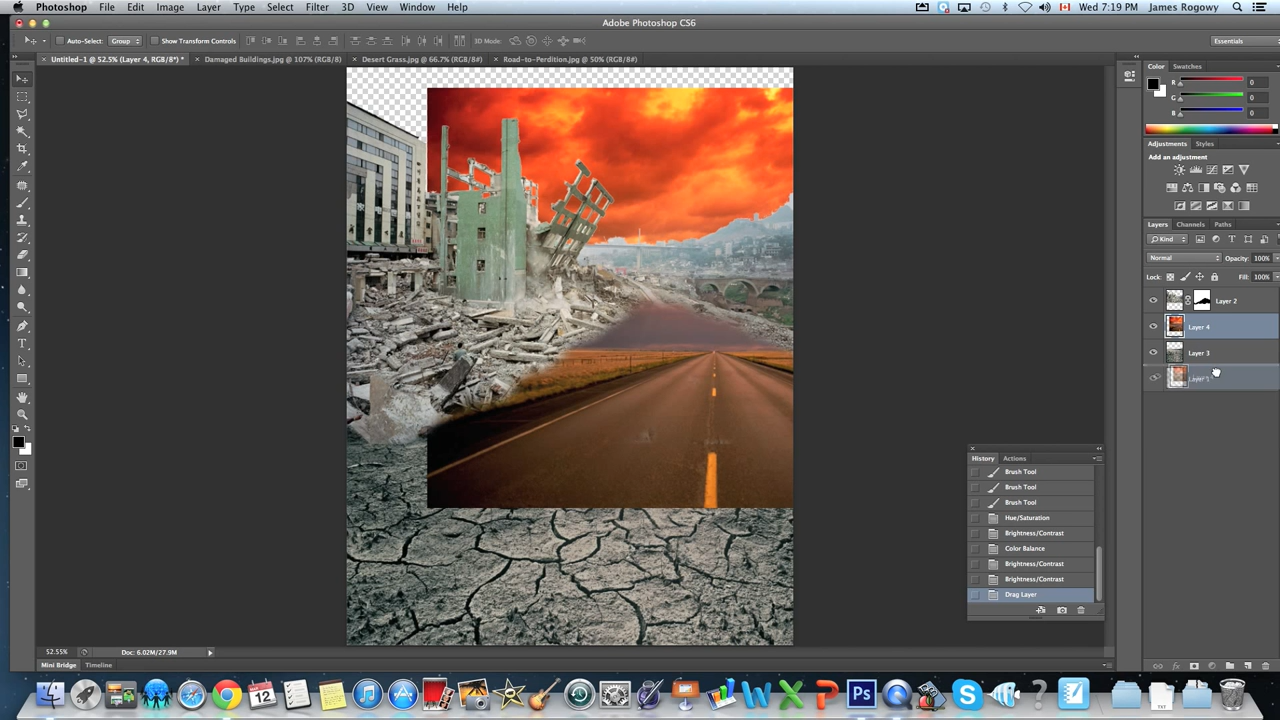 Photoshop File Edit Image Layer Type Select Filter 3D View Window Help Wed 7:19 PM James Rogowy
Adobe Photoshop CS6
Auto-Select: Group Show Transform Controls 3D Mode: Essentials
Untitled-1 @ 52.5% (Layer 4, RGB/8*) * Damaged Buildings.jpg @ 107% (RGB/8) Desert Grass.jpg @ 66.7% (RGB/8#) Road-to-Perdition.jpg @ 50% (RGB/8#)
Color Swatches
R 0
G 0
B 0
Adjustments Styles
Add an adjustment
Layers Channels Paths
Kind
Normal Opacity: 100%
Lock: Fill: 100%
Layer 2
Layer 4
Layer 3
Layer 1
History Actions
Brush Tool
Brush Tool
Brush Tool
Hue/Saturation
Brightness/Contrast
Color Balance
Brightness/Contrast
Brightness/Contrast
Drag Layer
52.55% Doc: 6.02M/27.9M
Mini Bridge Timeline
12
Ps
TXT